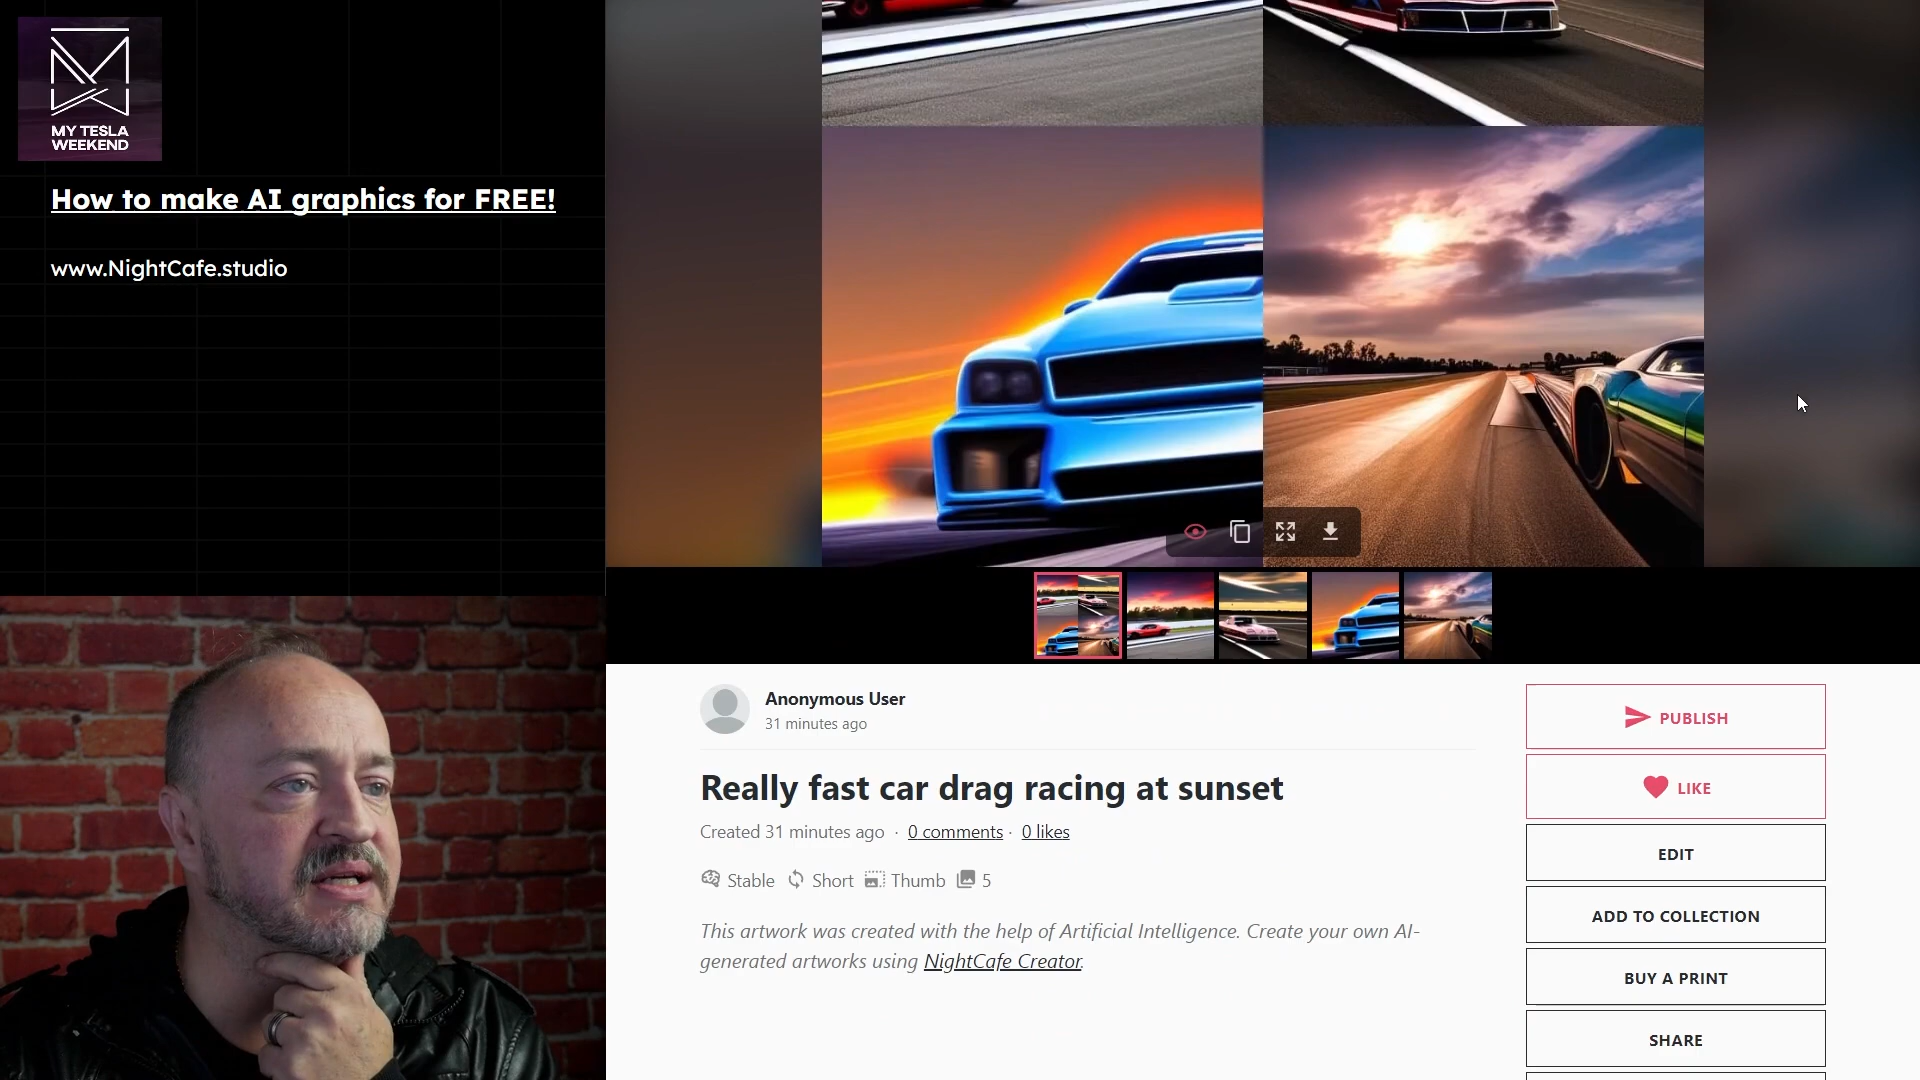 MY TESLA
WEEKEND
How to make AI graphics for FREE!
www.NightCafe.studio
Anonymous User
31 minutes ago
Really fast car drag racing at sunset
Created 31 minutes ago · 0 comments · 0 likes
Stable Short Thumb 5
This artwork was created with the help of Artificial Intelligence. Create your own AI-
generated artworks using NightCafe Creator.
PUBLISH
LIKE
EDIT
ADD TO COLLECTION
BUY A PRINT
SHARE